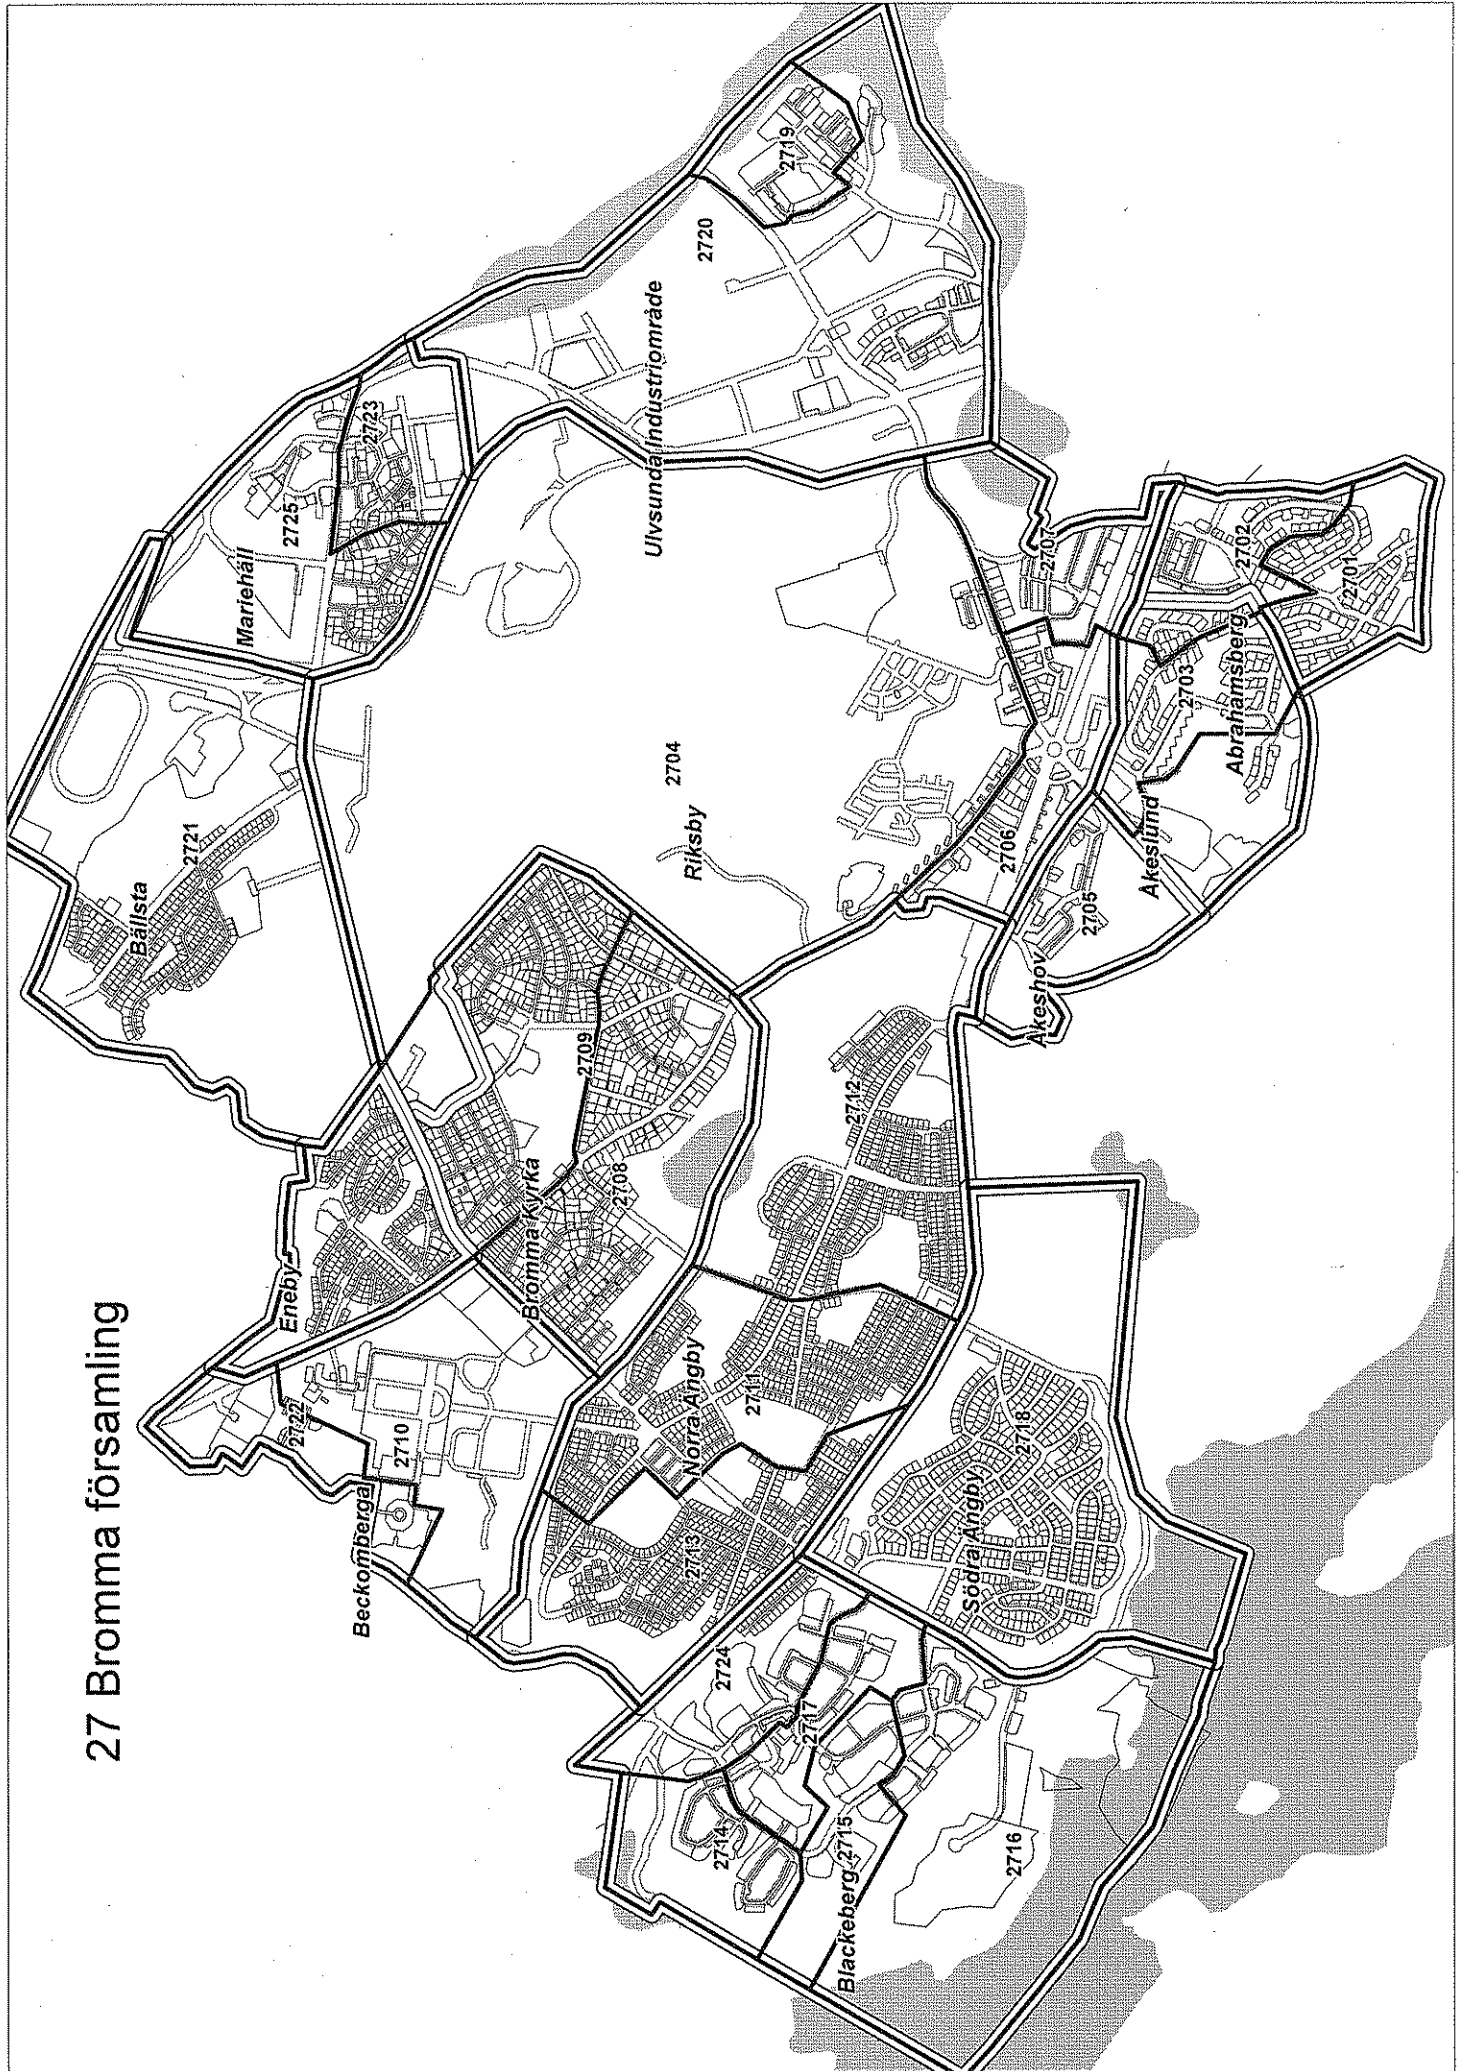 27 Bromma församling
Bällsta
2721
Mariehäll
Eneby
2725
2722
Beckomberga
2723
2710
Bromma Kyrka
2709
2708
Ulvsunda Industriområde
2704
Norra Ängby
Riksby
2713
2720
2714
2724
2711
2719
2717
2715
Blackeberg
2712
Södra Ängby
2706
2716
2718
Åkeshov
2707
2705
Åkeslund
2703
Abrahamsberg
2702
2701